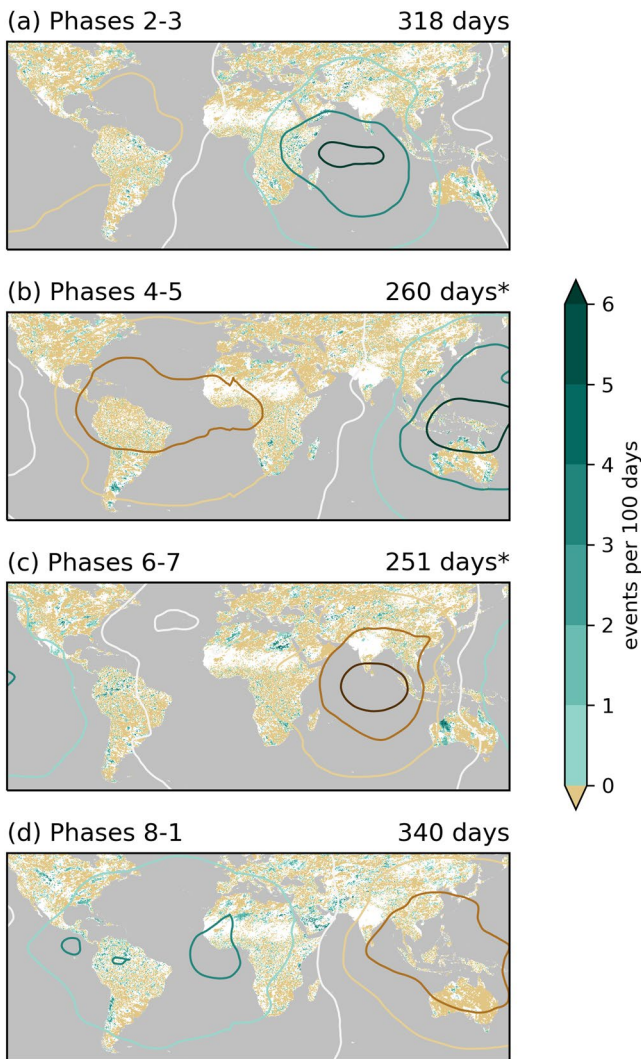 (a) Phases 2-3 318 days
(b) Phases 4-5 260 days*
(c) Phases 6-7 251 days*
(d) Phases 8-1 340 days
6
5
4
3
2
1
0
events per 100 days